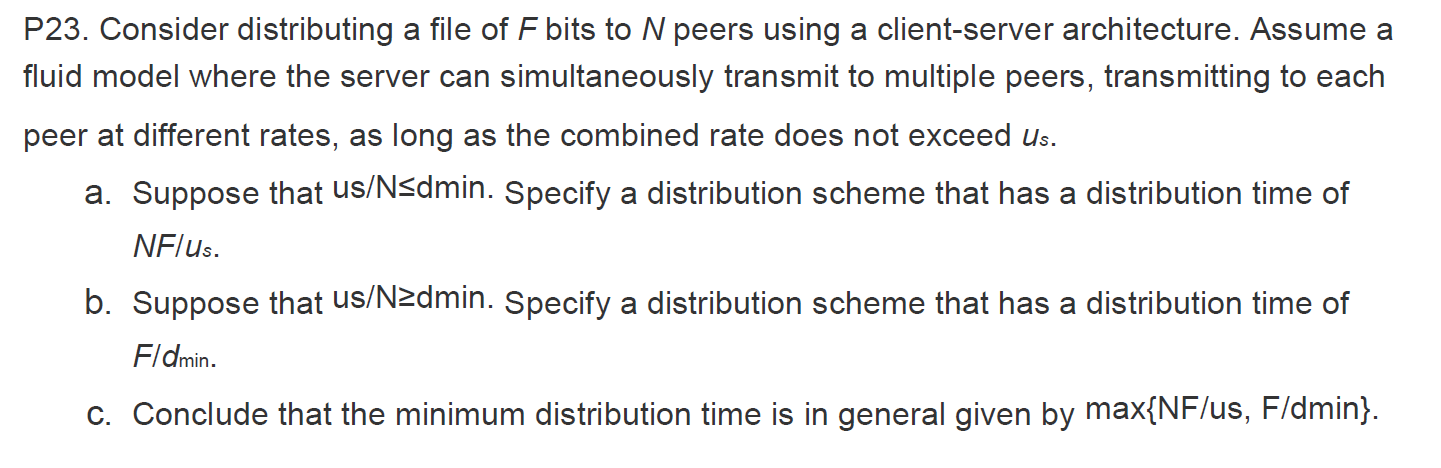 P23. Consider distributing a file of F bits to N peers using a client-server architecture. Assume a
fluid model where the server can simultaneously transmit to multiple peers, transmitting to each
peer at different rates, as long as the combined rate does not exceed us.
a. Suppose that us/N≤dmin. Specify a distribution scheme that has a distribution time of
NF/us.
b. Suppose that us/N≥dmin. Specify a distribution scheme that has a distribution time of
F/dmin.
c. Conclude that the minimum distribution time is in general given by max{NF/us, F/dmin}.